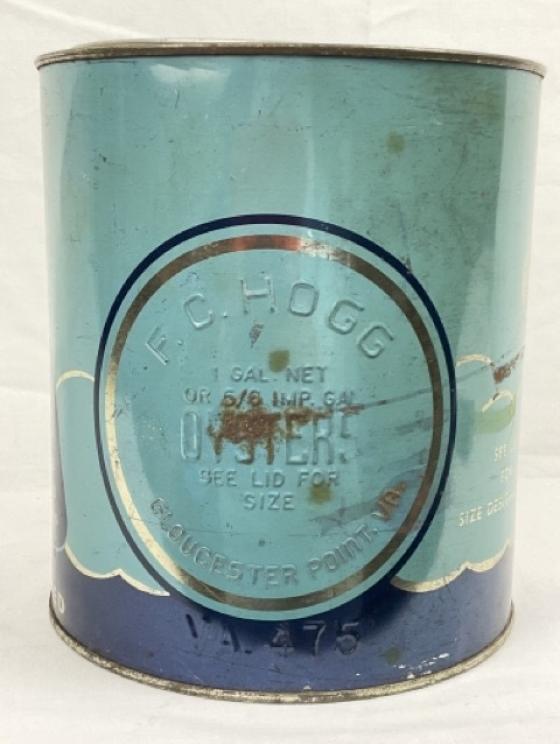 F.C. HOGG
1 GAL. NET
OR 5/6 IMP. GAL
OYSTERS
SEE LID FOR
SIZE
GLOUCESTER POINT, VA.
VA. 475
SIZE